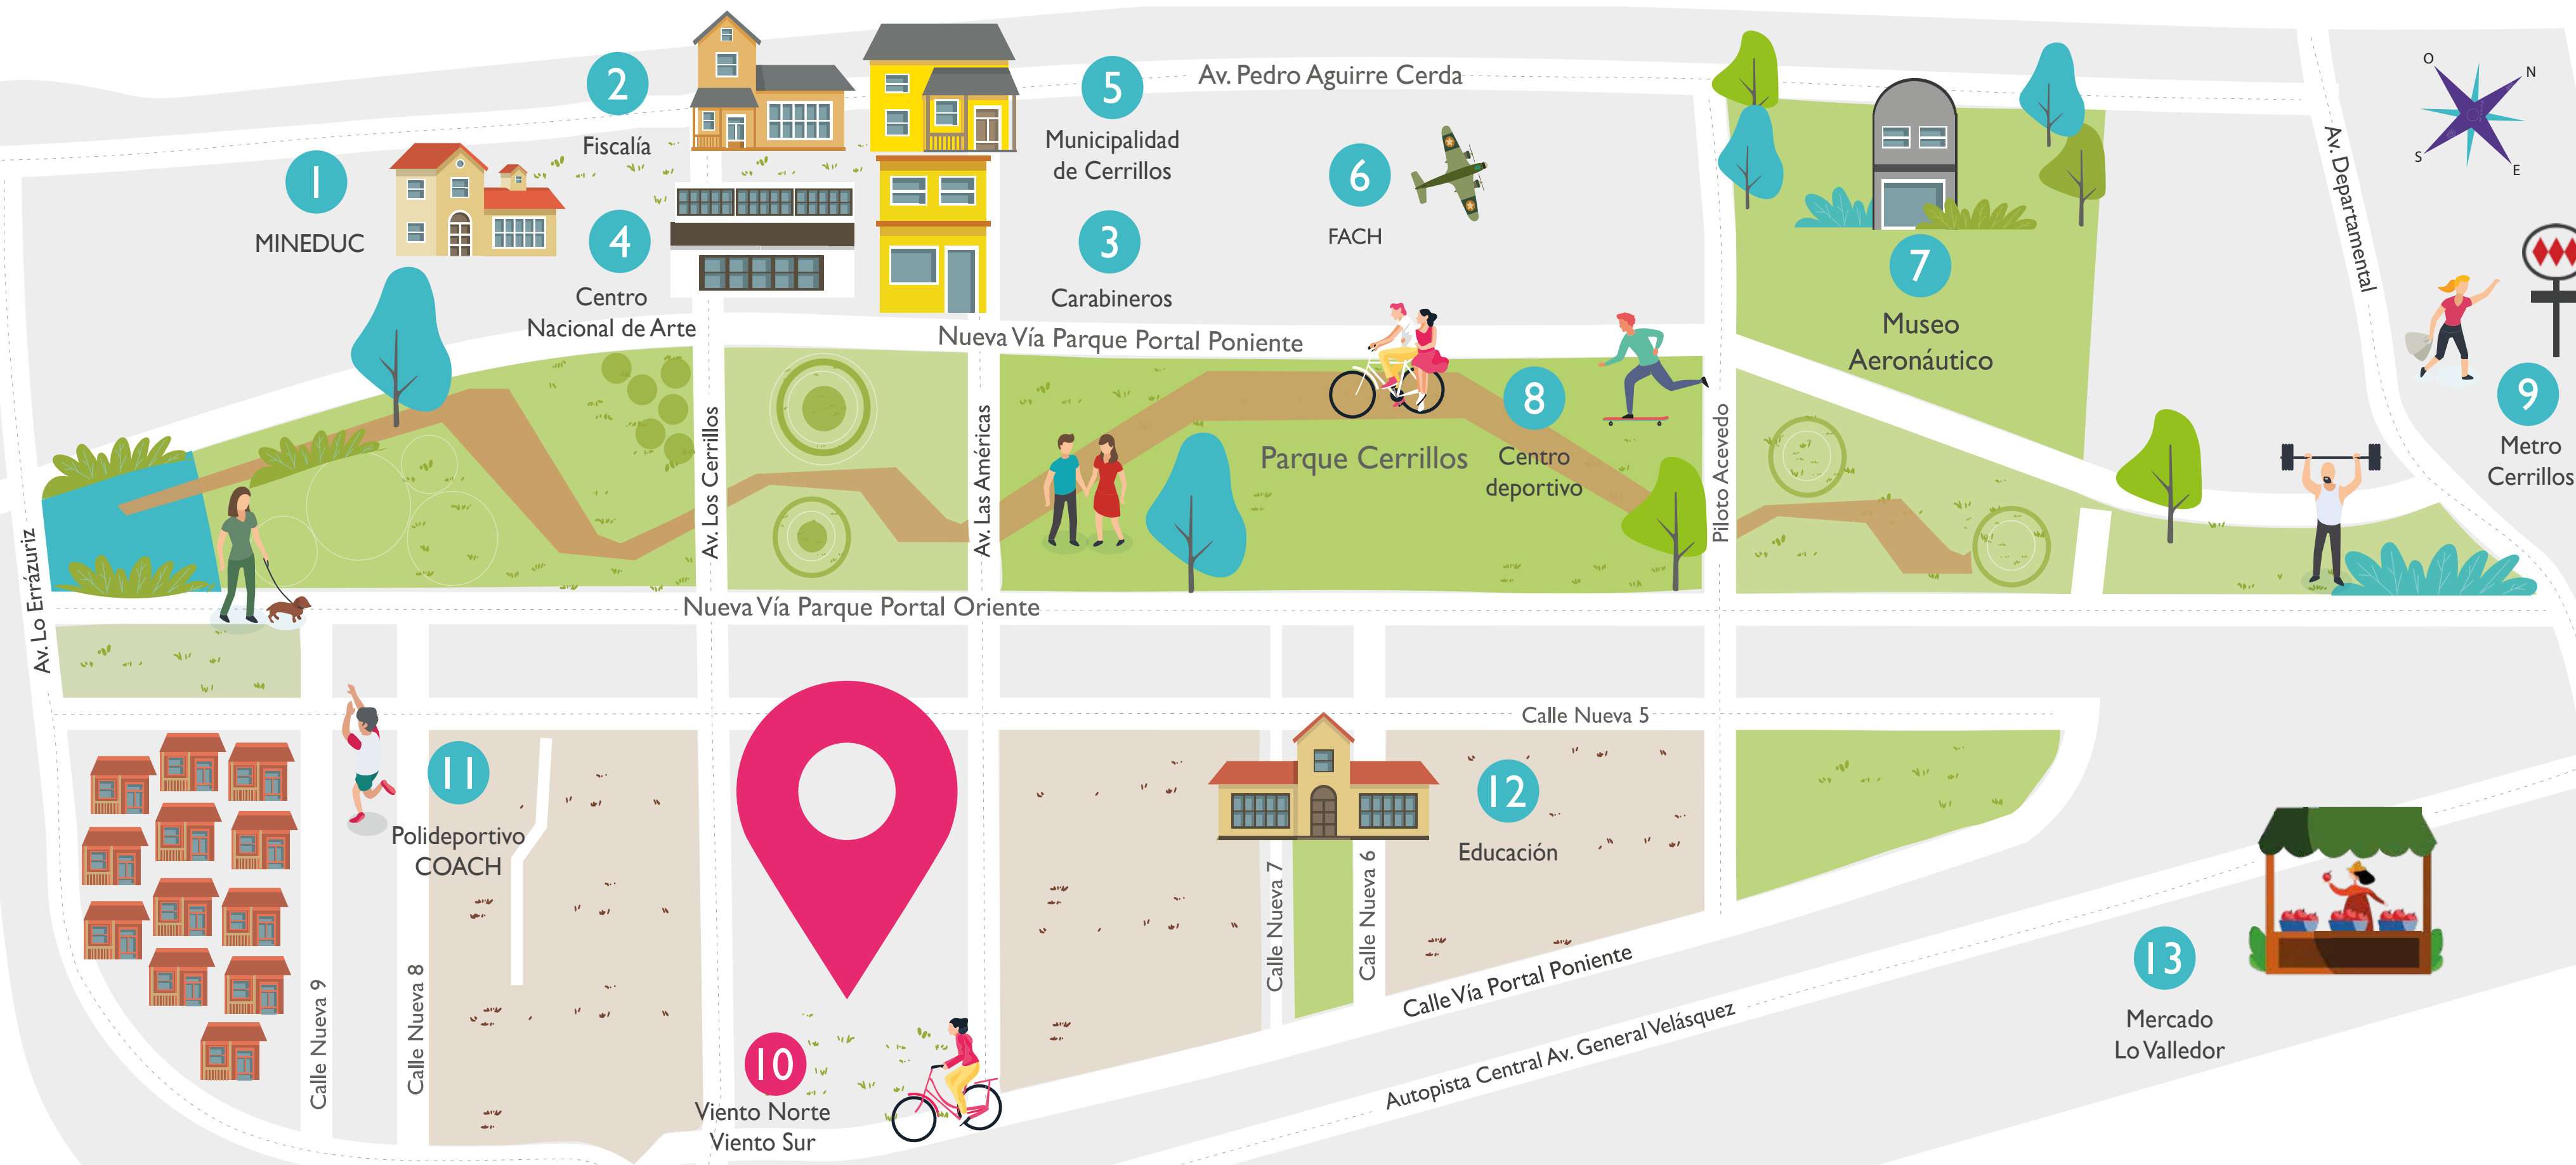 O
N
S
E
Av. Pedro Aguirre Cerda
Av. Departamental
1
MINEDUC
2
Fiscalía
5
Municipalidad
de Cerrillos
4
Centro
Nacional de Arte
3
Carabineros
6
FACH
7
Museo
Aeronáutico
9
Metro
Cerrillos
Nueva Vía Parque Portal Poniente
8
Centro
deportivo
Parque Cerrillos
Av. Lo Errázuriz
Av. Los Cerrillos
Av. Las Américas
Piloto Acevedo
Nueva Vía Parque Portal Oriente
Calle Nueva 5
11
Polideportivo
COACH
12
Educación
Calle Nueva 9
Calle Nueva 8
Calle Nueva 7
Calle Nueva 6
10
Viento Norte
Viento Sur
Calle Vía Portal Poniente
Autopista Central Av. General Velásquez
13
Mercado
Lo Valledor